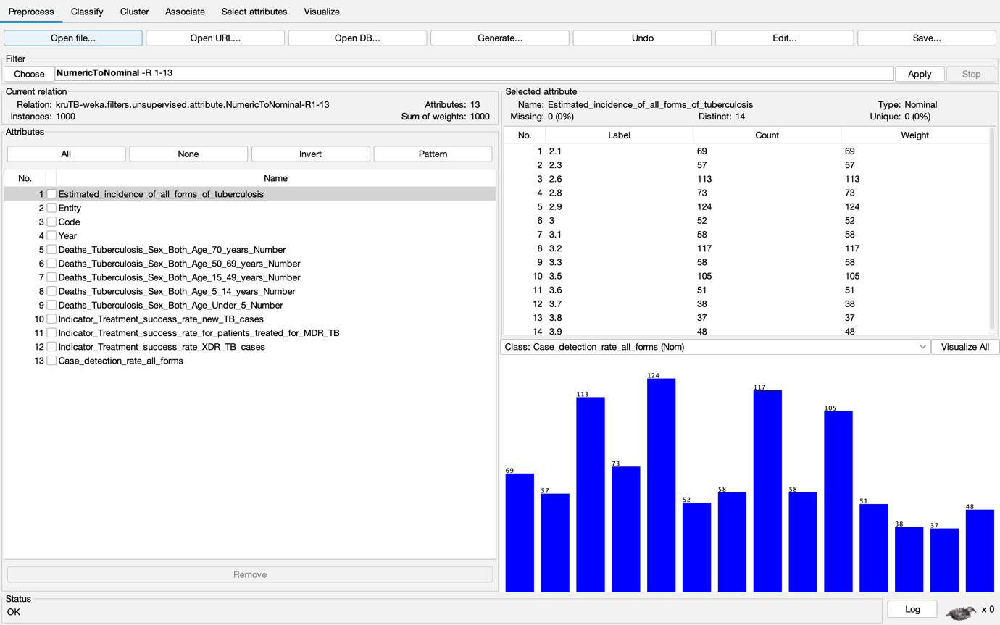 Preprocess Classify Cluster Associate Select attributes Visualize
Open file... Open URL... Open DB... Generate... Undo Edit... Save...
Filter
Choose NumericToNominal -R 1-13 Apply Stop
Current relation
Relation: kruTB-weka.filters.unsupervised.attribute.NumericToNominal-R1-13 Attributes: 13
Instances: 1000 Sum of weights: 1000
Attributes
All None Invert Pattern
No. Name
1 Estimated_incidence_of_all_forms_of_tuberculosis
2 Entity
3 Code
4 Year
5 Deaths_Tuberculosis_Sex_Both_Age_70_years_Number
6 Deaths_Tuberculosis_Sex_Both_Age_50_69_years_Number
7 Deaths_Tuberculosis_Sex_Both_Age_15_49_years_Number
8 Deaths_Tuberculosis_Sex_Both_Age_5_14_years_Number
9 Deaths_Tuberculosis_Sex_Both_Age_Under_5_Number
10 Indicator_Treatment_success_rate_new_TB_cases
11 Indicator_Treatment_success_rate_for_patients_treated_for_MDR_TB
12 Indicator_Treatment_success_rate_XDR_TB_cases
13 Case_detection_rate_all_forms
Remove
Selected attribute
Name: Estimated_incidence_of_all_forms_of_tuberculosis Type: Nominal
Missing: 0 (0%) Distinct: 14 Unique: 0 (0%)
No. Label Count Weight
1 2.1 69 69
2 2.3 57 57
3 2.6 113 113
4 2.8 73 73
5 2.9 124 124
6 3 52 52
7 3.1 58 58
8 3.2 117 117
9 3.3 58 58
10 3.5 105 105
11 3.6 51 51
12 3.7 38 38
13 3.8 37 37
14 3.9 48 48
Class: Case_detection_rate_all_forms (Nom) Visualize All
69 57 113 73 124 52 58 117 58 105 51 38 37 48
Status
OK Log x 0